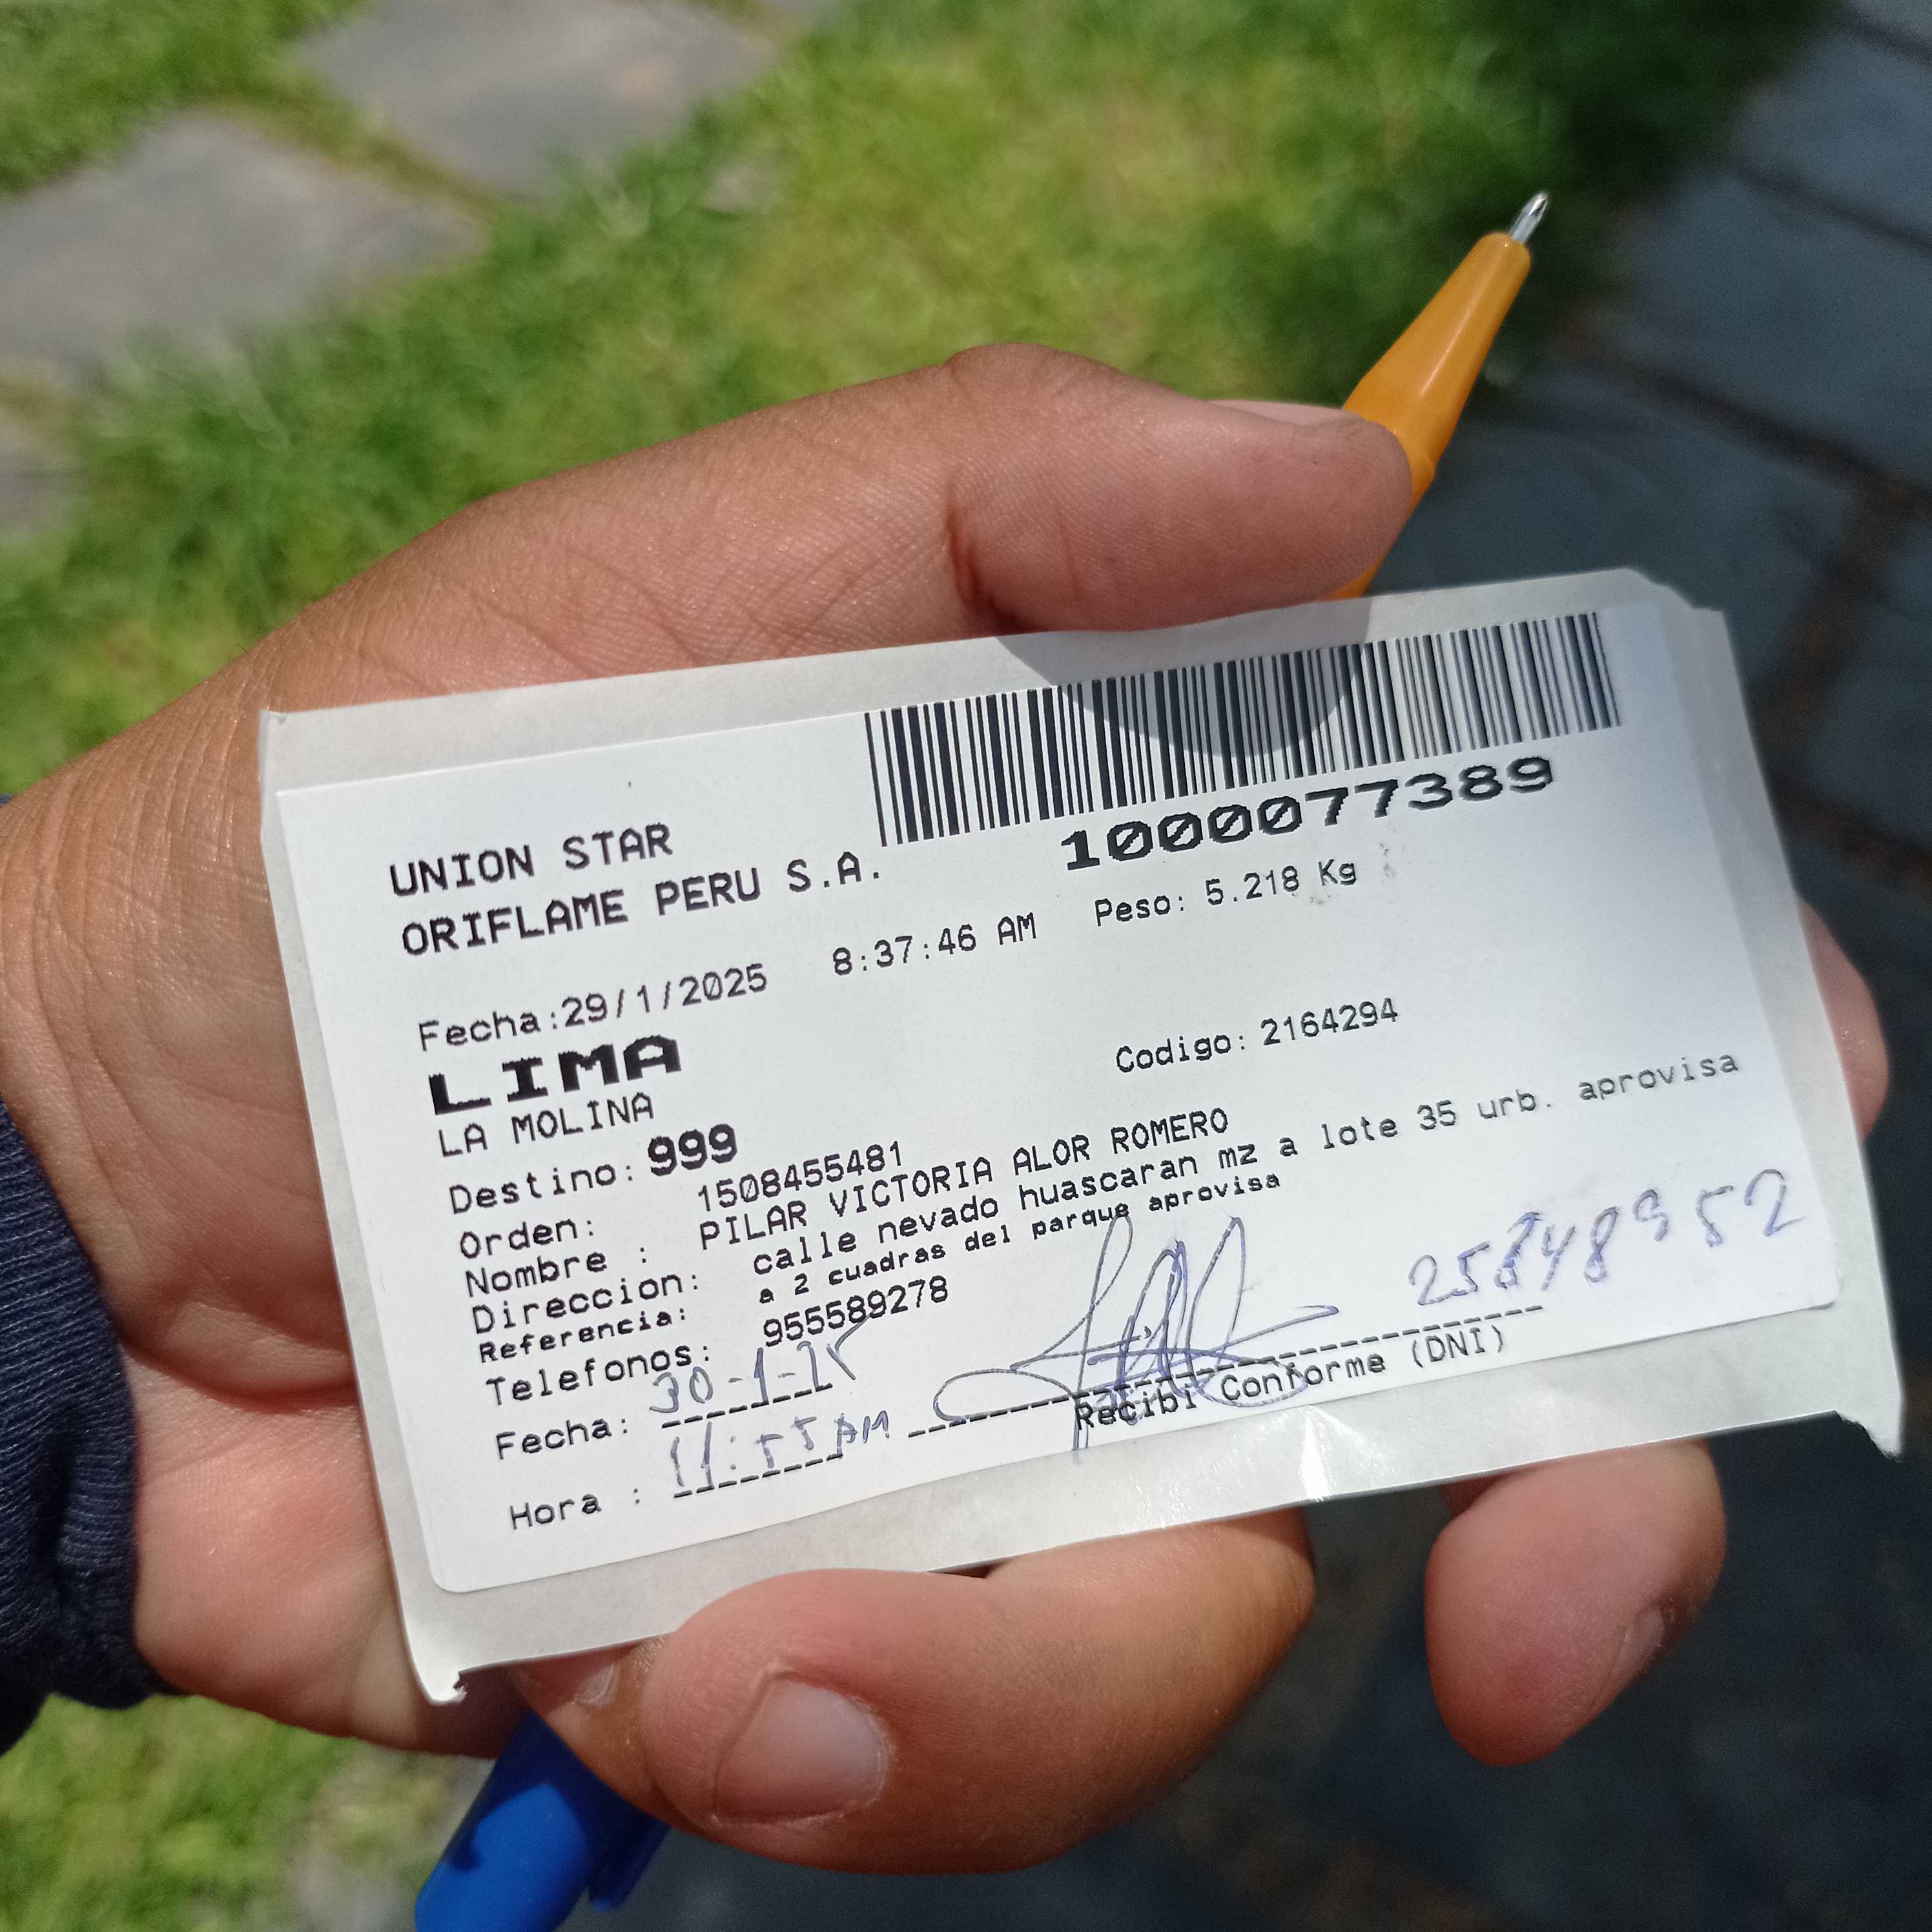 1000077389
UNION STAR
ORIFLAME PERU S.A.
Fecha:29/1/2025 8:37:46 AM Peso: 5.218 Kg
LIMA
LA MOLINA Codigo: 2164294
Destino: 999
Orden: 1508455481
Nombre : PILAR VICTORIA ALOR ROMERO
Direccion: calle nevado huascaran mz a lote 35 urb. aprovisa
Referencia: a 2 cuadras del parque aprovisa
Telefonos: 955589278
Fecha: 30-1-25
Hora : 11:55 AM
Recibi Conforme (DNI)